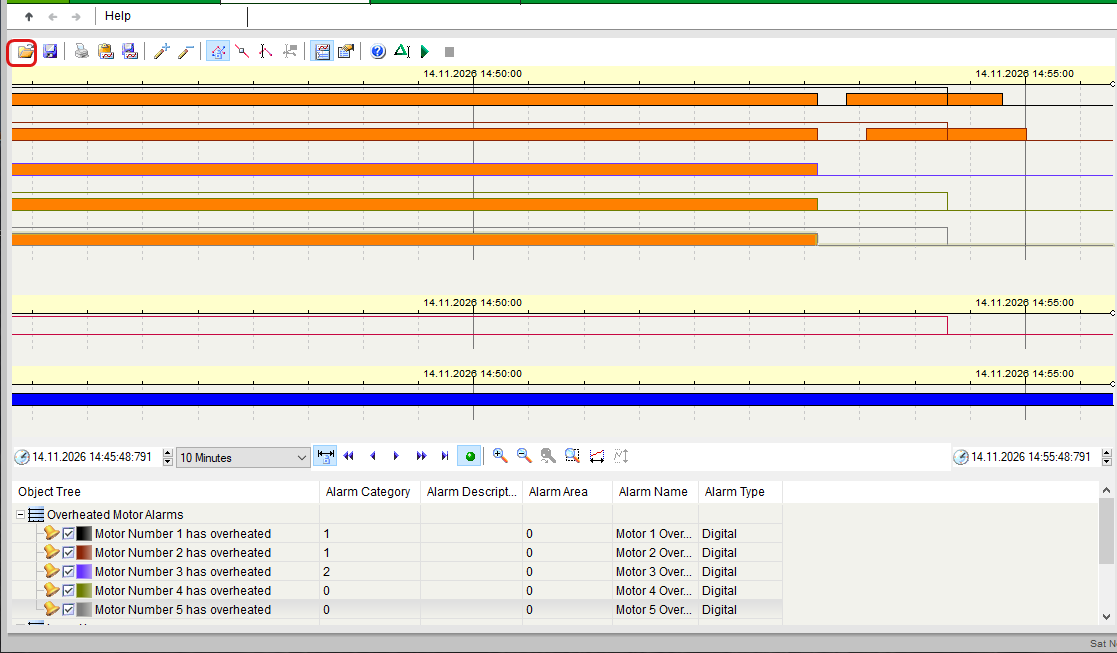 Help
14.11.2026 14:50:00 14.11.2026 14:55:00
14.11.2026 14:50:00 14.11.2026 14:55:00
14.11.2026 14:50:00 14.11.2026 14:55:00
14.11.2026 14:45:48:791 10 Minutes 14.11.2026 14:55:48:791
Object Tree Alarm Category Alarm Descript... Alarm Area Alarm Name Alarm Type
Overheated Motor Alarms
Motor Number 1 has overheated 1 0 Motor 1 Over... Digital
Motor Number 2 has overheated 1 0 Motor 2 Over... Digital
Motor Number 3 has overheated 2 0 Motor 3 Over... Digital
Motor Number 4 has overheated 0 0 Motor 4 Over... Digital
Motor Number 5 has overheated 0 0 Motor 5 Over... Digital
Sat N